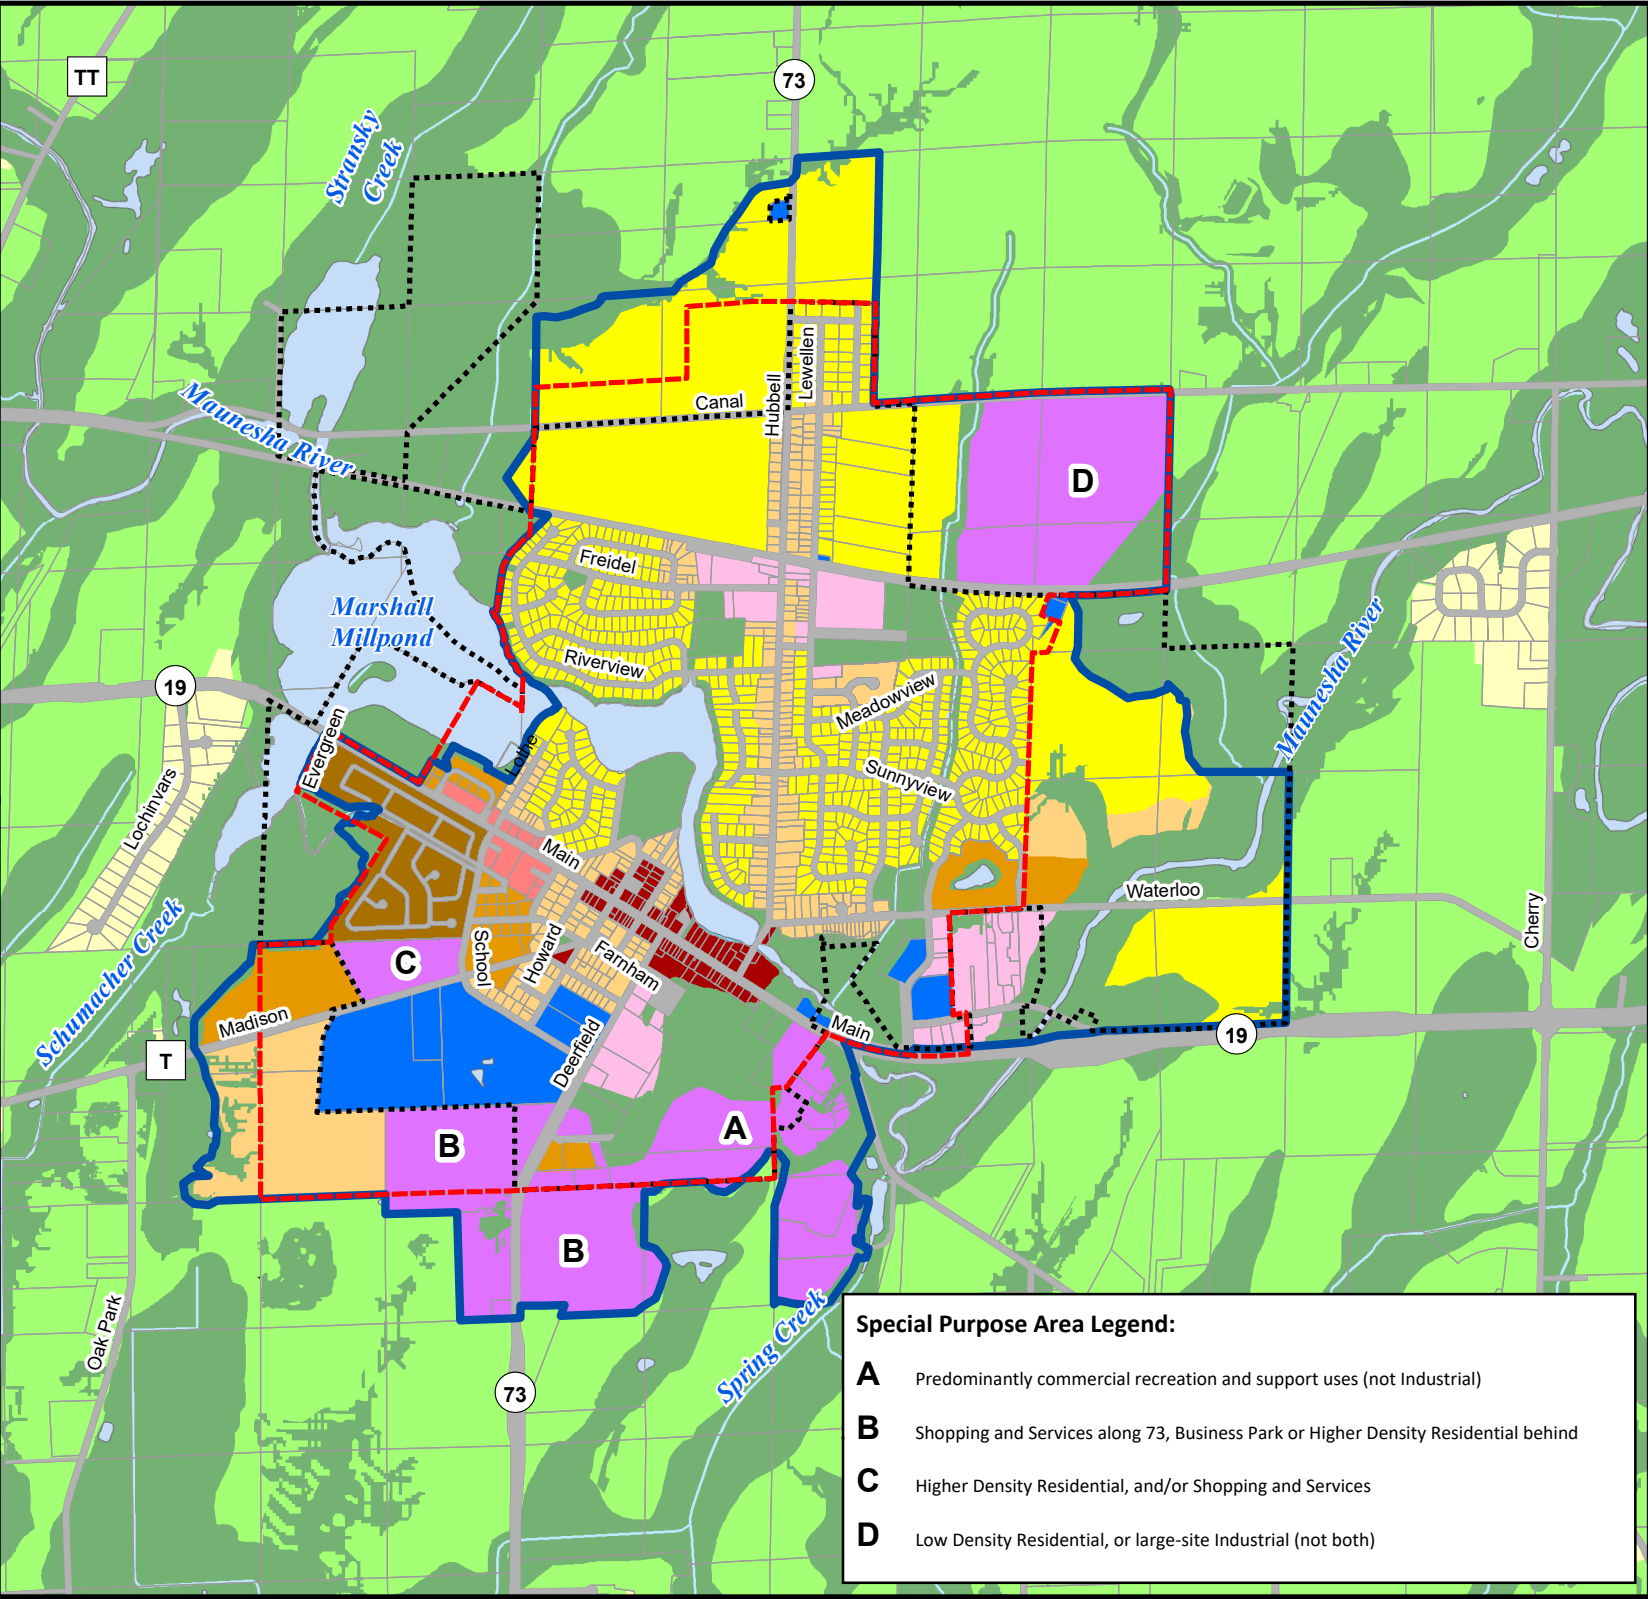 TT
73
Stransky
Creek
Lewellen
Hubbell
Canal
Maunesha River
D
Freidel
Marshall
Millpond
Riverview
19
Meadowview
Maunesha River
Evergreen
Lothe
Sunnyview
Lochinvars
Main
Waterloo
Cherry
Schumacher Creek
School
Howard
Farnham
C
Madison
Main
19
T
Deerfield
A
B
B
Oak Park
Spring Creek
73
Special Purpose Area Legend:
A Predominantly commercial recreation and support uses (not Industrial)
B Shopping and Services along 73, Business Park or Higher Density Residential behind
C Higher Density Residential, and/or Shopping and Services
D Low Density Residential, or large-site Industrial (not both)